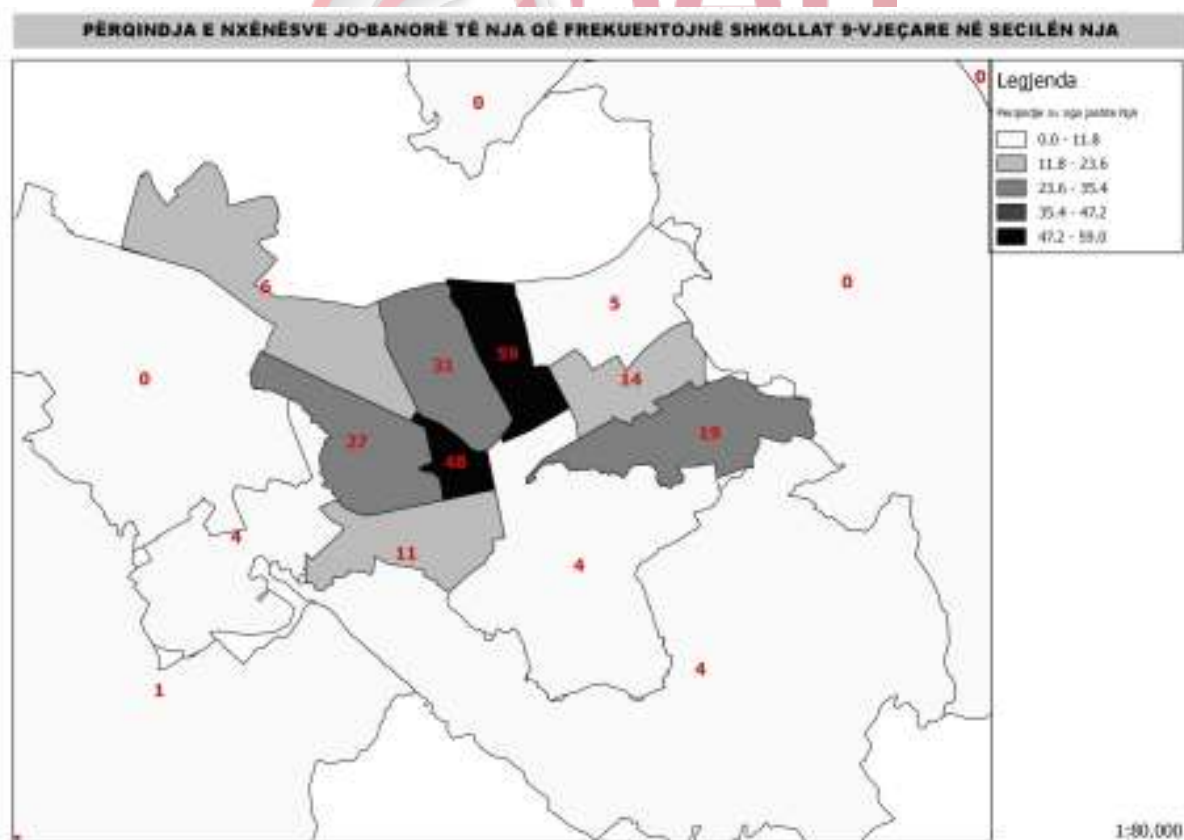 PËRQINDJA E NXËNËSVE JO-BANORË TË NJA QË FREKUENTOJNË SHKOLLAT 9-VJEÇARE NË SECILËN NJA
0
0
Legjenda
0.0 - 11.8
11.8 - 23.6
23.6 - 35.4
35.4 - 47.2
47.2 - 59.0
0
6
5
59
0
14
19
27
48
4
11
4
4
1
1:80,000